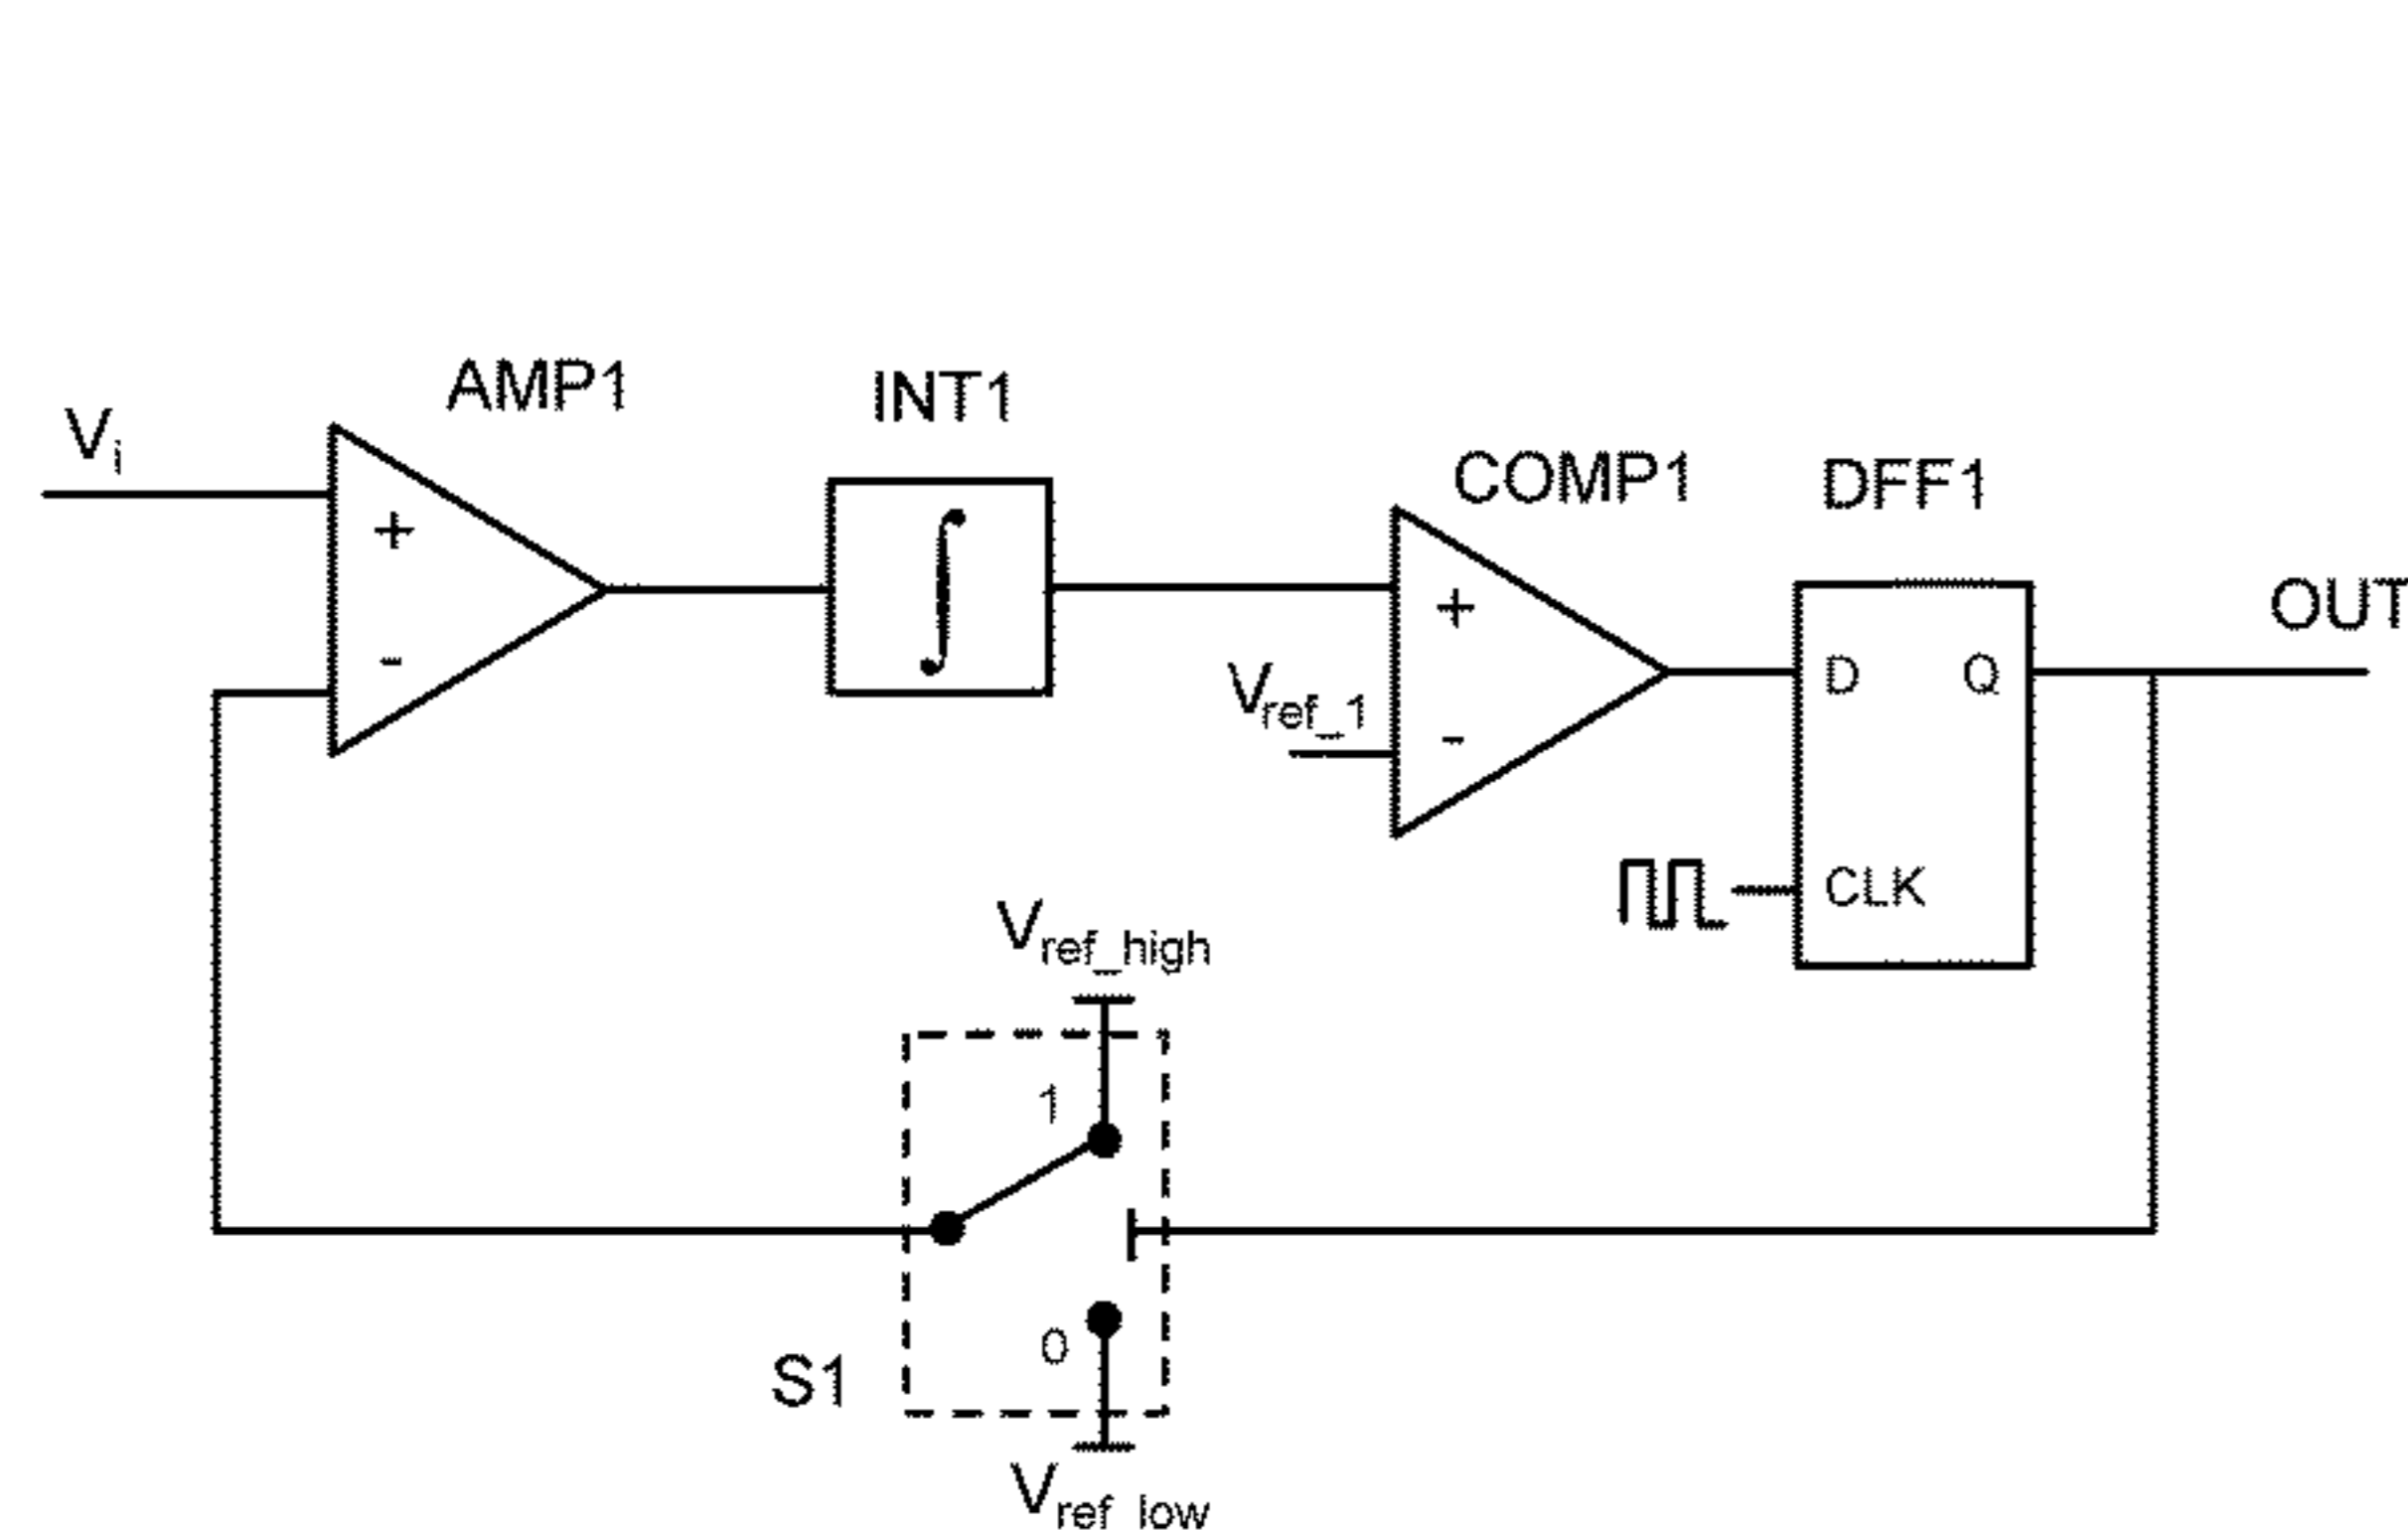 AMP1
INT1
Vi
COMP1
DFF1
+
+
OUT
-
D Q
Vref_1
-
CLK
Vref_high
1
0
S1
Vref_low